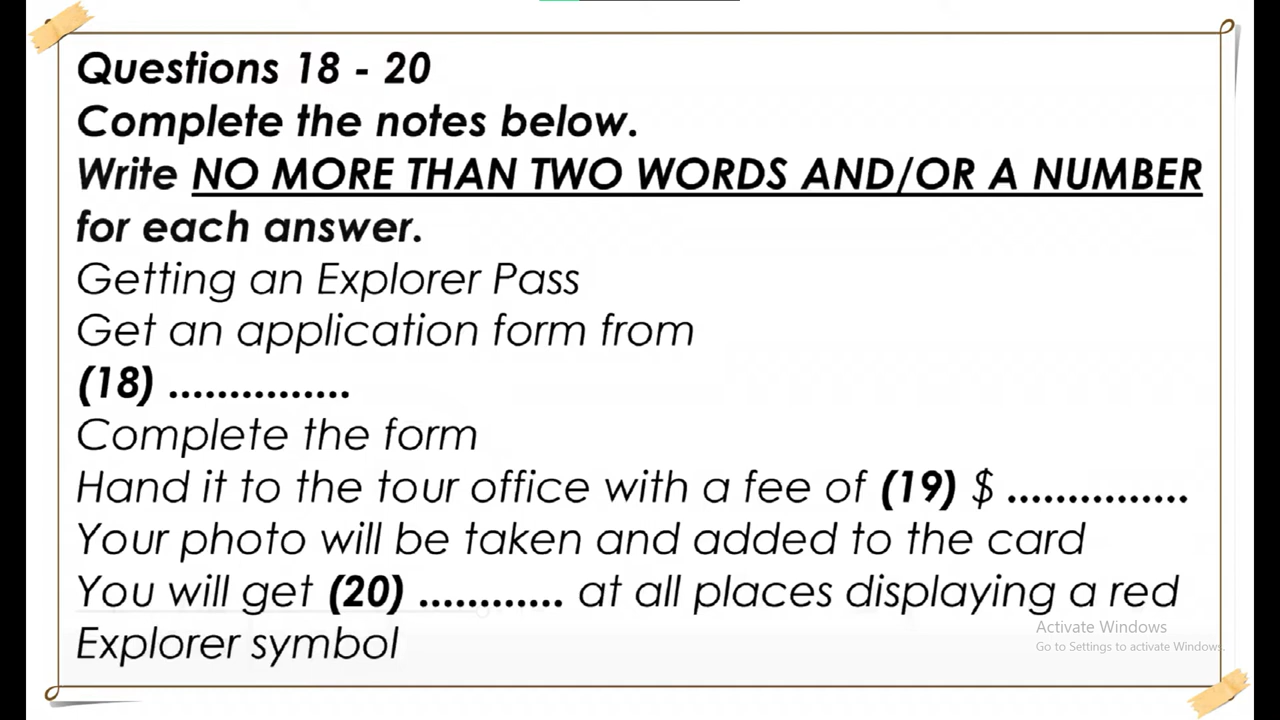 Questions 18 - 20
Complete the notes below.
Write NO MORE THAN TWO WORDS AND/OR A NUMBER
for each answer.
Getting an Explorer Pass
Get an application form from
(18) ...............
Complete the form
Hand it to the tour office with a fee of (19) $ ...............
Your photo will be taken and added to the card
You will get (20) ............ at all places displaying a red
Explorer symbol
Activate Windows
Go to Settings to activate Windows.